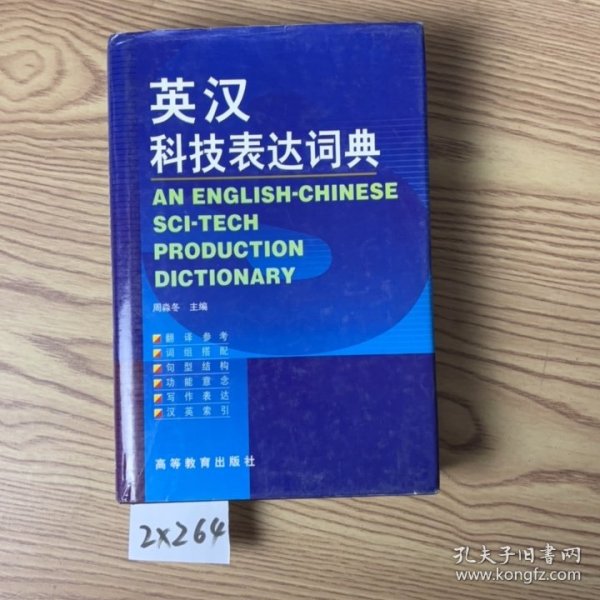 英汉
科技表达词典
AN ENGLISH-CHINESE
SCI-TECH
PRODUCTION
DICTIONARY
周淼冬 主编
翻译参考
词组搭配
句型结构
功能意念
写作表达
汉英索引
高等教育出版社
2x264
孔夫子旧书网
www.kongfz.com